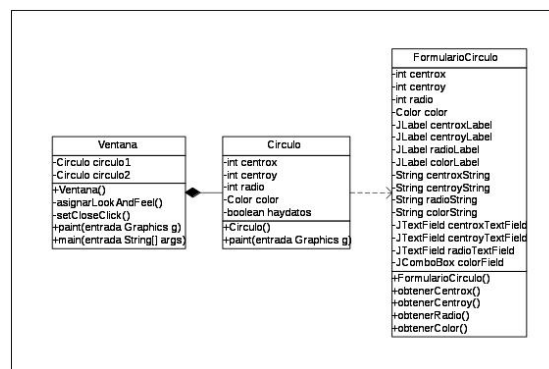 Ventana
-Circulo circulo1
-Circulo circulo2
+Ventana()
-asignarLookAndFeel()
-setCloseClick()
+paint(entrada Graphics g)
+main(entrada String[] args)
Circulo
-int centrox
-int centroy
-int radio
-Color color
-boolean haydatos
+Circulo()
+paint(entrada Graphics g)
FormularioCirculo
-int centrox
-int centroy
-int radio
-Color color
-JLabel centroxLabel
-JLabel centroyLabel
-JLabel radioLabel
-JLabel colorLabel
-String centroxString
-String centroyString
-String radioString
-String colorString
-JTextField centroxTextField
-JTextField centroyTextField
-JTextField radioTextField
-JComboBox colorField
+FormularioCirculo()
+obtenerCentrox()
+obtenerCentroy()
+obtenerRadio()
+obtenerColor()